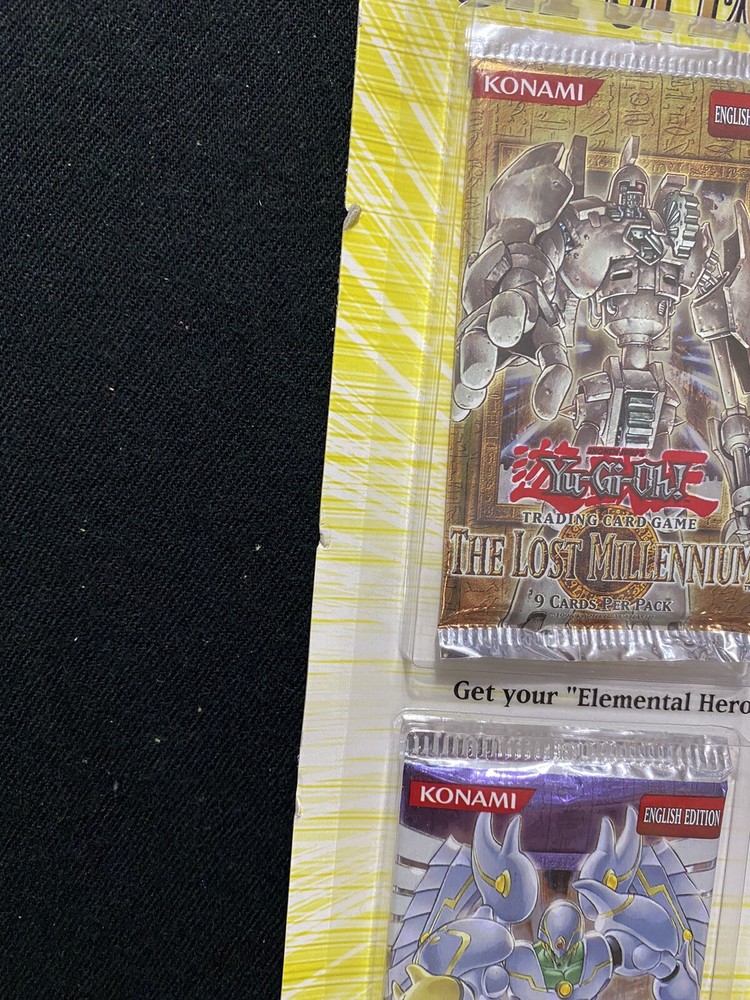 KONAMI
ENGLISH
Yu-Gi-Oh!
TRADING CARD GAME
THE LOST MILLENNIUM
9 CARDS PER PACK
Get your "Elemental Hero
KONAMI
ENGLISH EDITION